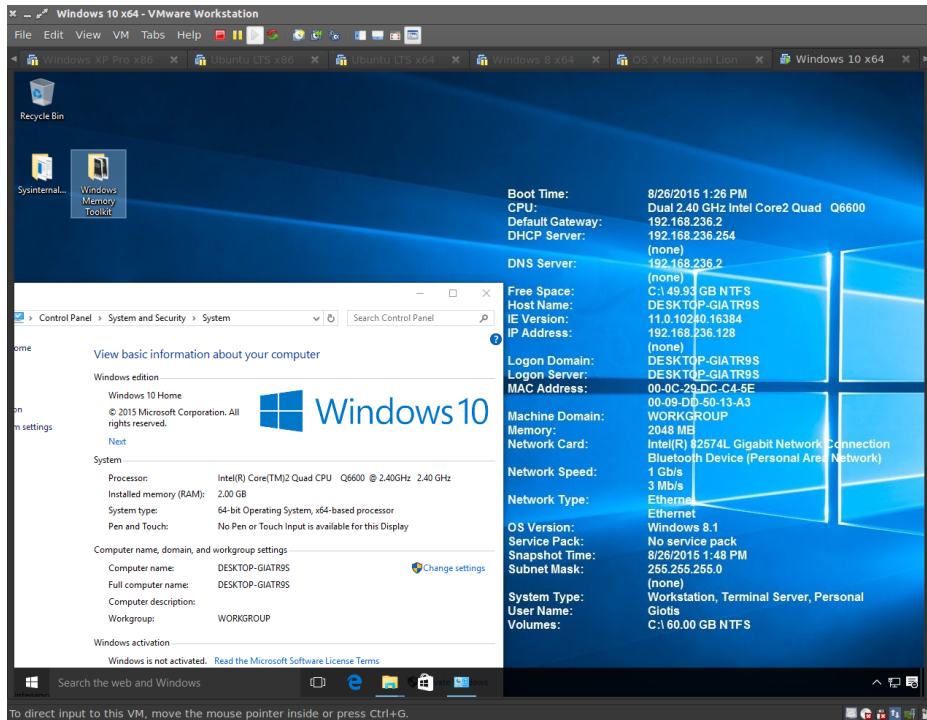 Windows 10 x64 - VMware Workstation
File Edit View VM Tabs Help
Windows XP Pro x86 Ubuntu LTS x86 Ubuntu LTS x64 Windows 8 x64 OS X Mountain Lion Windows 10 x64
Recycle Bin
Sysinternal...
Windows
Memory
Toolkit
Boot Time: 8/26/2015 1:26 PM
CPU: Dual 2.40 GHz Intel Core2 Quad Q6600
Default Gateway: 192.168.236.2
DHCP Server: 192.168.236.254
(none)
DNS Server: 192.168.236.2
(none)
Free Space: C:\ 49.93 GB NTFS
Host Name: DESKTOP-GIATR9S
IE Version: 11.0.10240.16384
IP Address: 192.168.236.128
(none)
Logon Domain: DESKTOP-GIATR9S
Logon Server: DESKTOP-GIATR9S
MAC Address: 00-0C-29-DC-C4-5E
00-09-DD-50-13-A3
Machine Domain: WORKGROUP
Memory: 2048 MB
Network Card: Intel(R) 82574L Gigabit Network Connection
Bluetooth Device (Personal Area Network)
Network Speed: 1 Gb/s
3 Mb/s
Network Type: Ethernet
Ethernet
OS Version: Windows 8.1
Service Pack: No service pack
Snapshot Time: 8/26/2015 1:48 PM
Subnet Mask: 255.255.255.0
(none)
System Type: Workstation, Terminal Server, Personal
User Name: Giotis
Volumes: C:\ 60.00 GB NTFS
Control Panel > System and Security > System
Search Control Panel
ome
on
m settings
View basic information about your computer
Windows edition
Windows 10 Home
© 2015 Microsoft Corporation. All
rights reserved.
Next
Windows 10
System
Processor: Intel(R) Core(TM)2 Quad CPU Q6600 @ 2.40GHz 2.40 GHz
Installed memory (RAM): 2.00 GB
System type: 64-bit Operating System, x64-based processor
Pen and Touch: No Pen or Touch Input is available for this Display
Computer name, domain, and workgroup settings
Computer name: DESKTOP-GIATR9S
Change settings
Full computer name: DESKTOP-GIATR9S
Computer description:
Workgroup: WORKGROUP
Windows activation
Windows is not activated. Read the Microsoft Software License Terms
Search the web and Windows
To direct input to this VM, move the mouse pointer inside or press Ctrl+G.